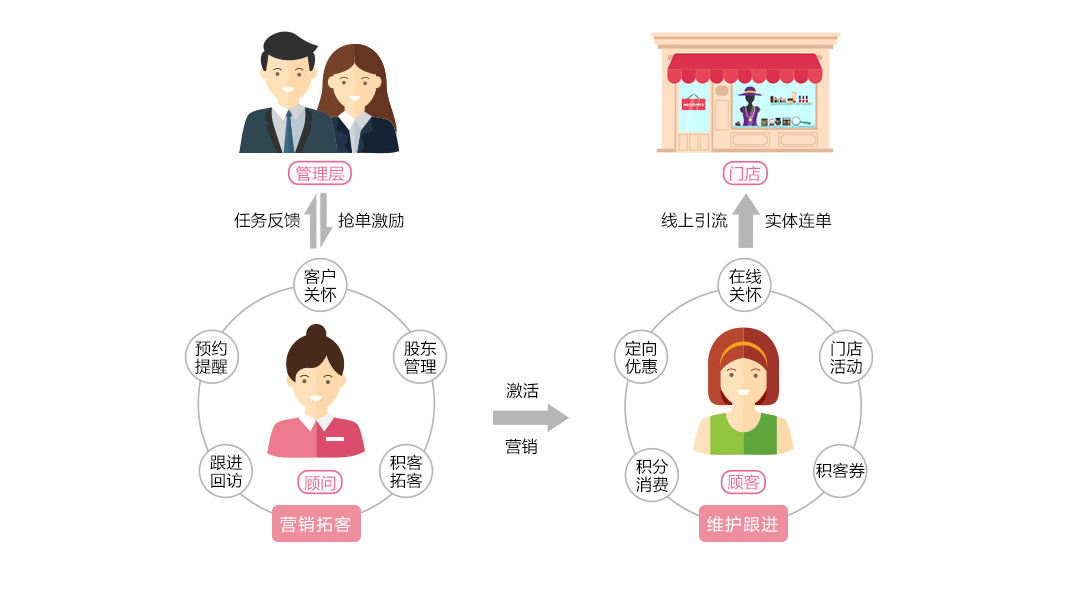 管理层
门店
任务反馈
抢单激励
线上引流
实体连单
客户
关怀
在线
关怀
预约
提醒
股东
管理
定向
优惠
门店
活动
激活
营销
跟进
回访
积客
拓客
积分
消费
积客券
顾问
顾客
营销拓客
维护跟进